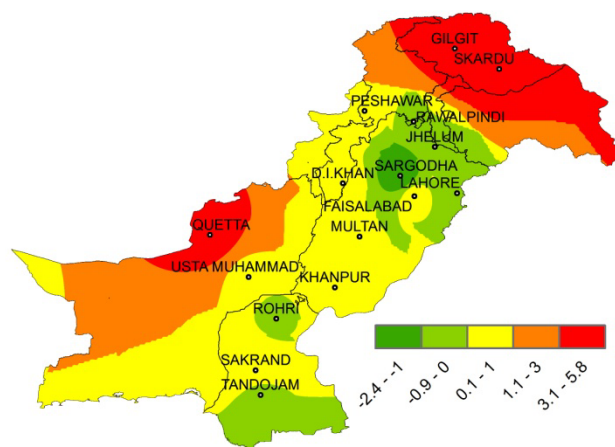 GILGIT
SKARDU
PESHAWAR
RAWALPINDI
JHELUM
SARGODHA
D.I.KHAN
LAHORE
FAISALABAD
QUETTA
MULTAN
USTA MUHAMMAD
KHANPUR
ROHRI
SAKRAND
TANDOJAM
-2.4 - -1
-0.9 - 0
0.1 - 1
1.1 - 3
3.1 - 5.8